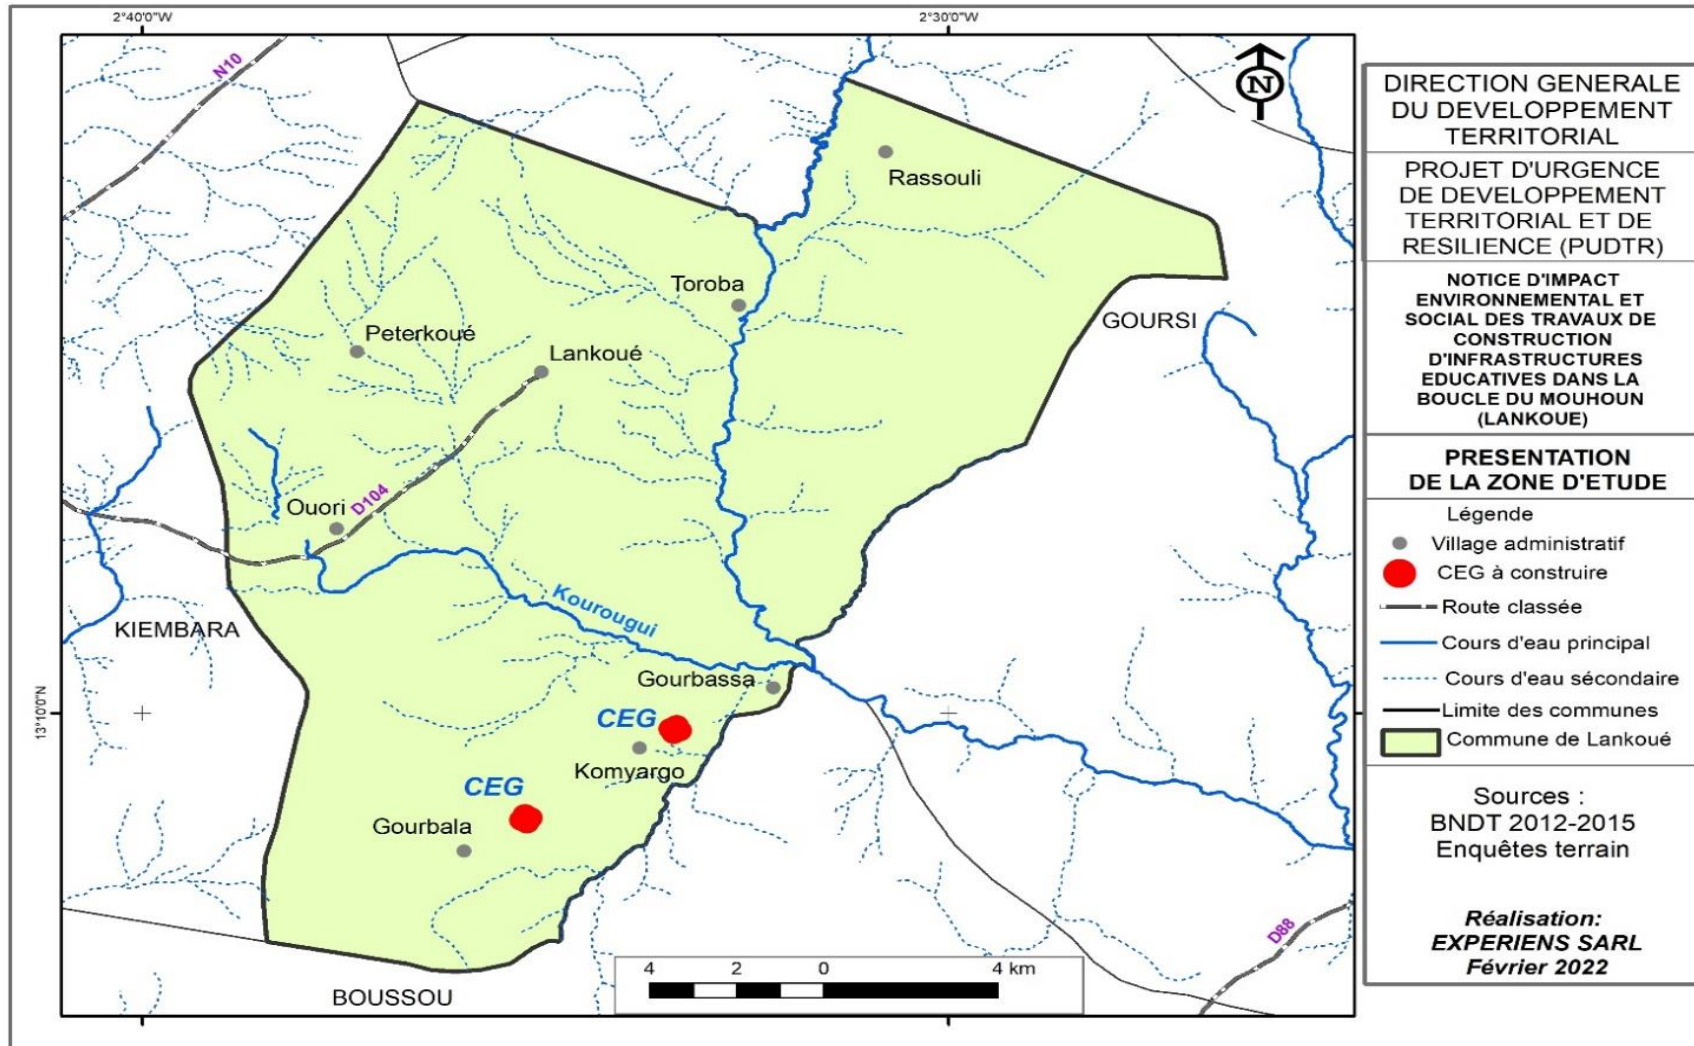 2°40'0"W
2°30'0"W
13°10'0"N
N10
N
Rassouli
Toroba
GOURSI
Peterkoué
Lankoué
Ouori
D104
KIEMBARA
Kourougui
Gourbassa
CEG
Komyargo
CEG
Gourbala
BOUSSOU
D88
4 2 0 4 km
DIRECTION GENERALE
DU DEVELOPPEMENT
TERRITORIAL
PROJET D'URGENCE
DE DEVELOPPEMENT
TERRITORIAL ET DE
RESILIENCE (PUDTR)
NOTICE D'IMPACT
ENVIRONNEMENTAL ET
SOCIAL DES TRAVAUX DE
CONSTRUCTION
D'INFRASTRUCTURES
EDUCATIVES DANS LA
BOUCLE DU MOUHOUN
(LANKOUE)
PRESENTATION
DE LA ZONE D'ETUDE
Légende
Village administratif
CEG à construire
Route classée
Cours d'eau principal
Cours d'eau sécondaire
Limite des communes
Commune de Lankoué
Sources :
BNDT 2012-2015
Enquêtes terrain
Réalisation:
EXPERIENS SARL
Février 2022